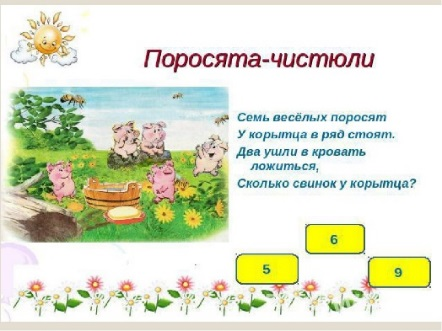 Поросята-чистюли
Семь весёлых поросят
У корытца в ряд стоят.
Два ушли в кровать
ложиться,
Сколько свинок у корытца?
6
5
9